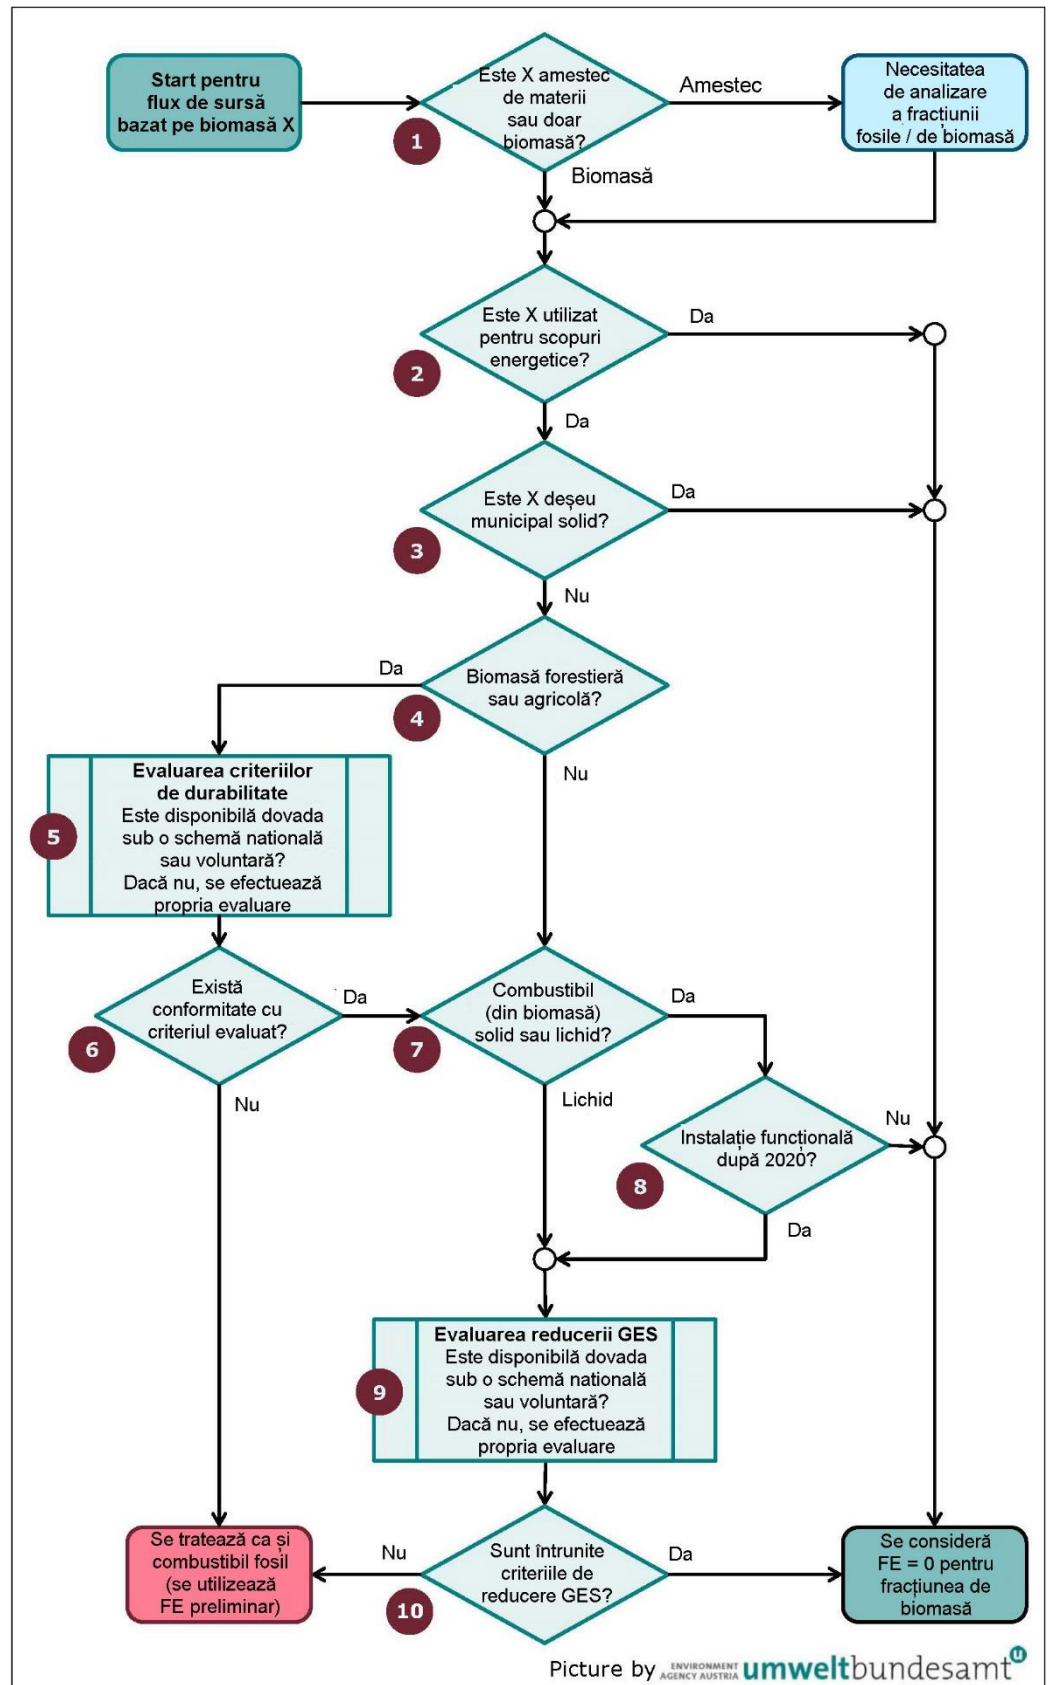 Start pentru
flux de sursă
bazat pe biomasă X
Este X amestec
de materii
sau doar
biomasă?
1
Amestec
Necesitatea
de analizare
a fracțiunii
fosile / de biomasă
Biomasă
Este X utilizat
pentru scopuri
energetice?
2
Da
Da
Este X deșeu
municipal solid?
3
Da
Nu
Biomasă forestieră
sau agricolă?
4
Da
Nu
Evaluarea criteriilor
de durabilitate
Este disponibilă dovada
sub o schemă natională
sau voluntară?
Dacă nu, se efectuează
propria evaluare
5
Există
conformitate cu
criteriul evaluat?
6
Da
Nu
Combustibil
(din biomasă)
solid sau lichid?
7
Da
Lichid
Instalație funcțională
după 2020?
8
Nu
Da
Evaluarea reducerii GES
Este disponibilă dovada
sub o schemă natională
sau voluntară?
Dacă nu, se efectuează
propria evaluare
9
Sunt întrunite
criteriile de
reducere GES?
10
Nu
Da
Se tratează ca și
combustibil fosil
(se utilizează
FE preliminar)
Se consideră
FE = 0 pentru
fracțiunea de
biomasă
Picture by ENVIRONMENT AGENCY AUSTRIA umweltbundesamt u